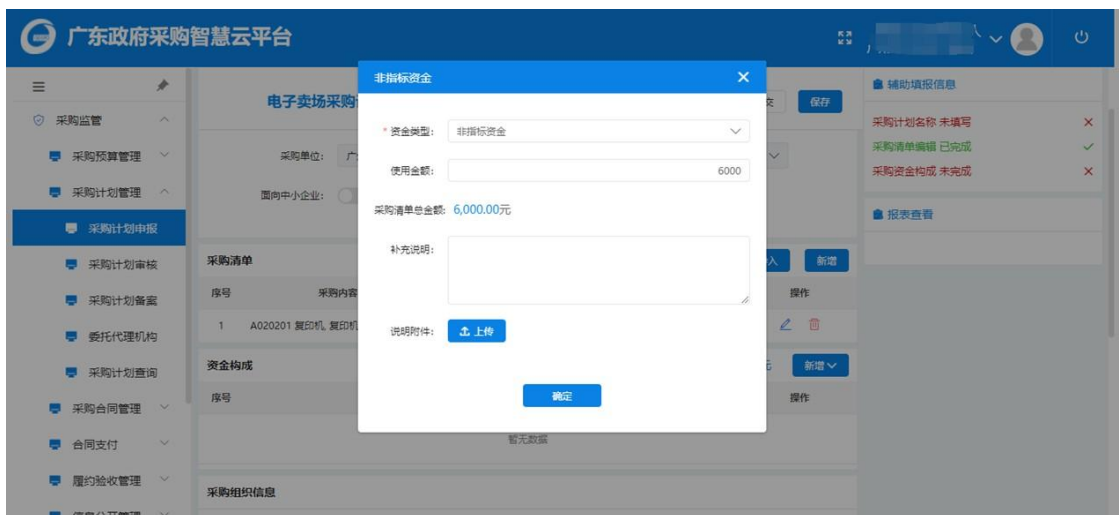 广东政府采购智慧云平台
采购监管
采购预算管理
采购计划管理
采购计划申报
采购计划审核
采购计划备案
委托代理机构
采购计划查询
采购合同管理
合同支付
履约验收管理
电子卖场采购
保存
采购单位：
面向中小企业：
采购清单
新增
序号 采购内容 操作
1 A020201 复印机, 复印机
资金构成
元 新增
序号 操作
暂无数据
采购组织信息
非指标资金
* 资金类型： 非指标资金
使用金额： 6000
采购清单总金额: 6,000.00元
补充说明：
说明附件： 上传
确定
辅助填报信息
采购计划名称 未填写
采购清单编辑 已完成
采购资金构成 未完成
报表查看